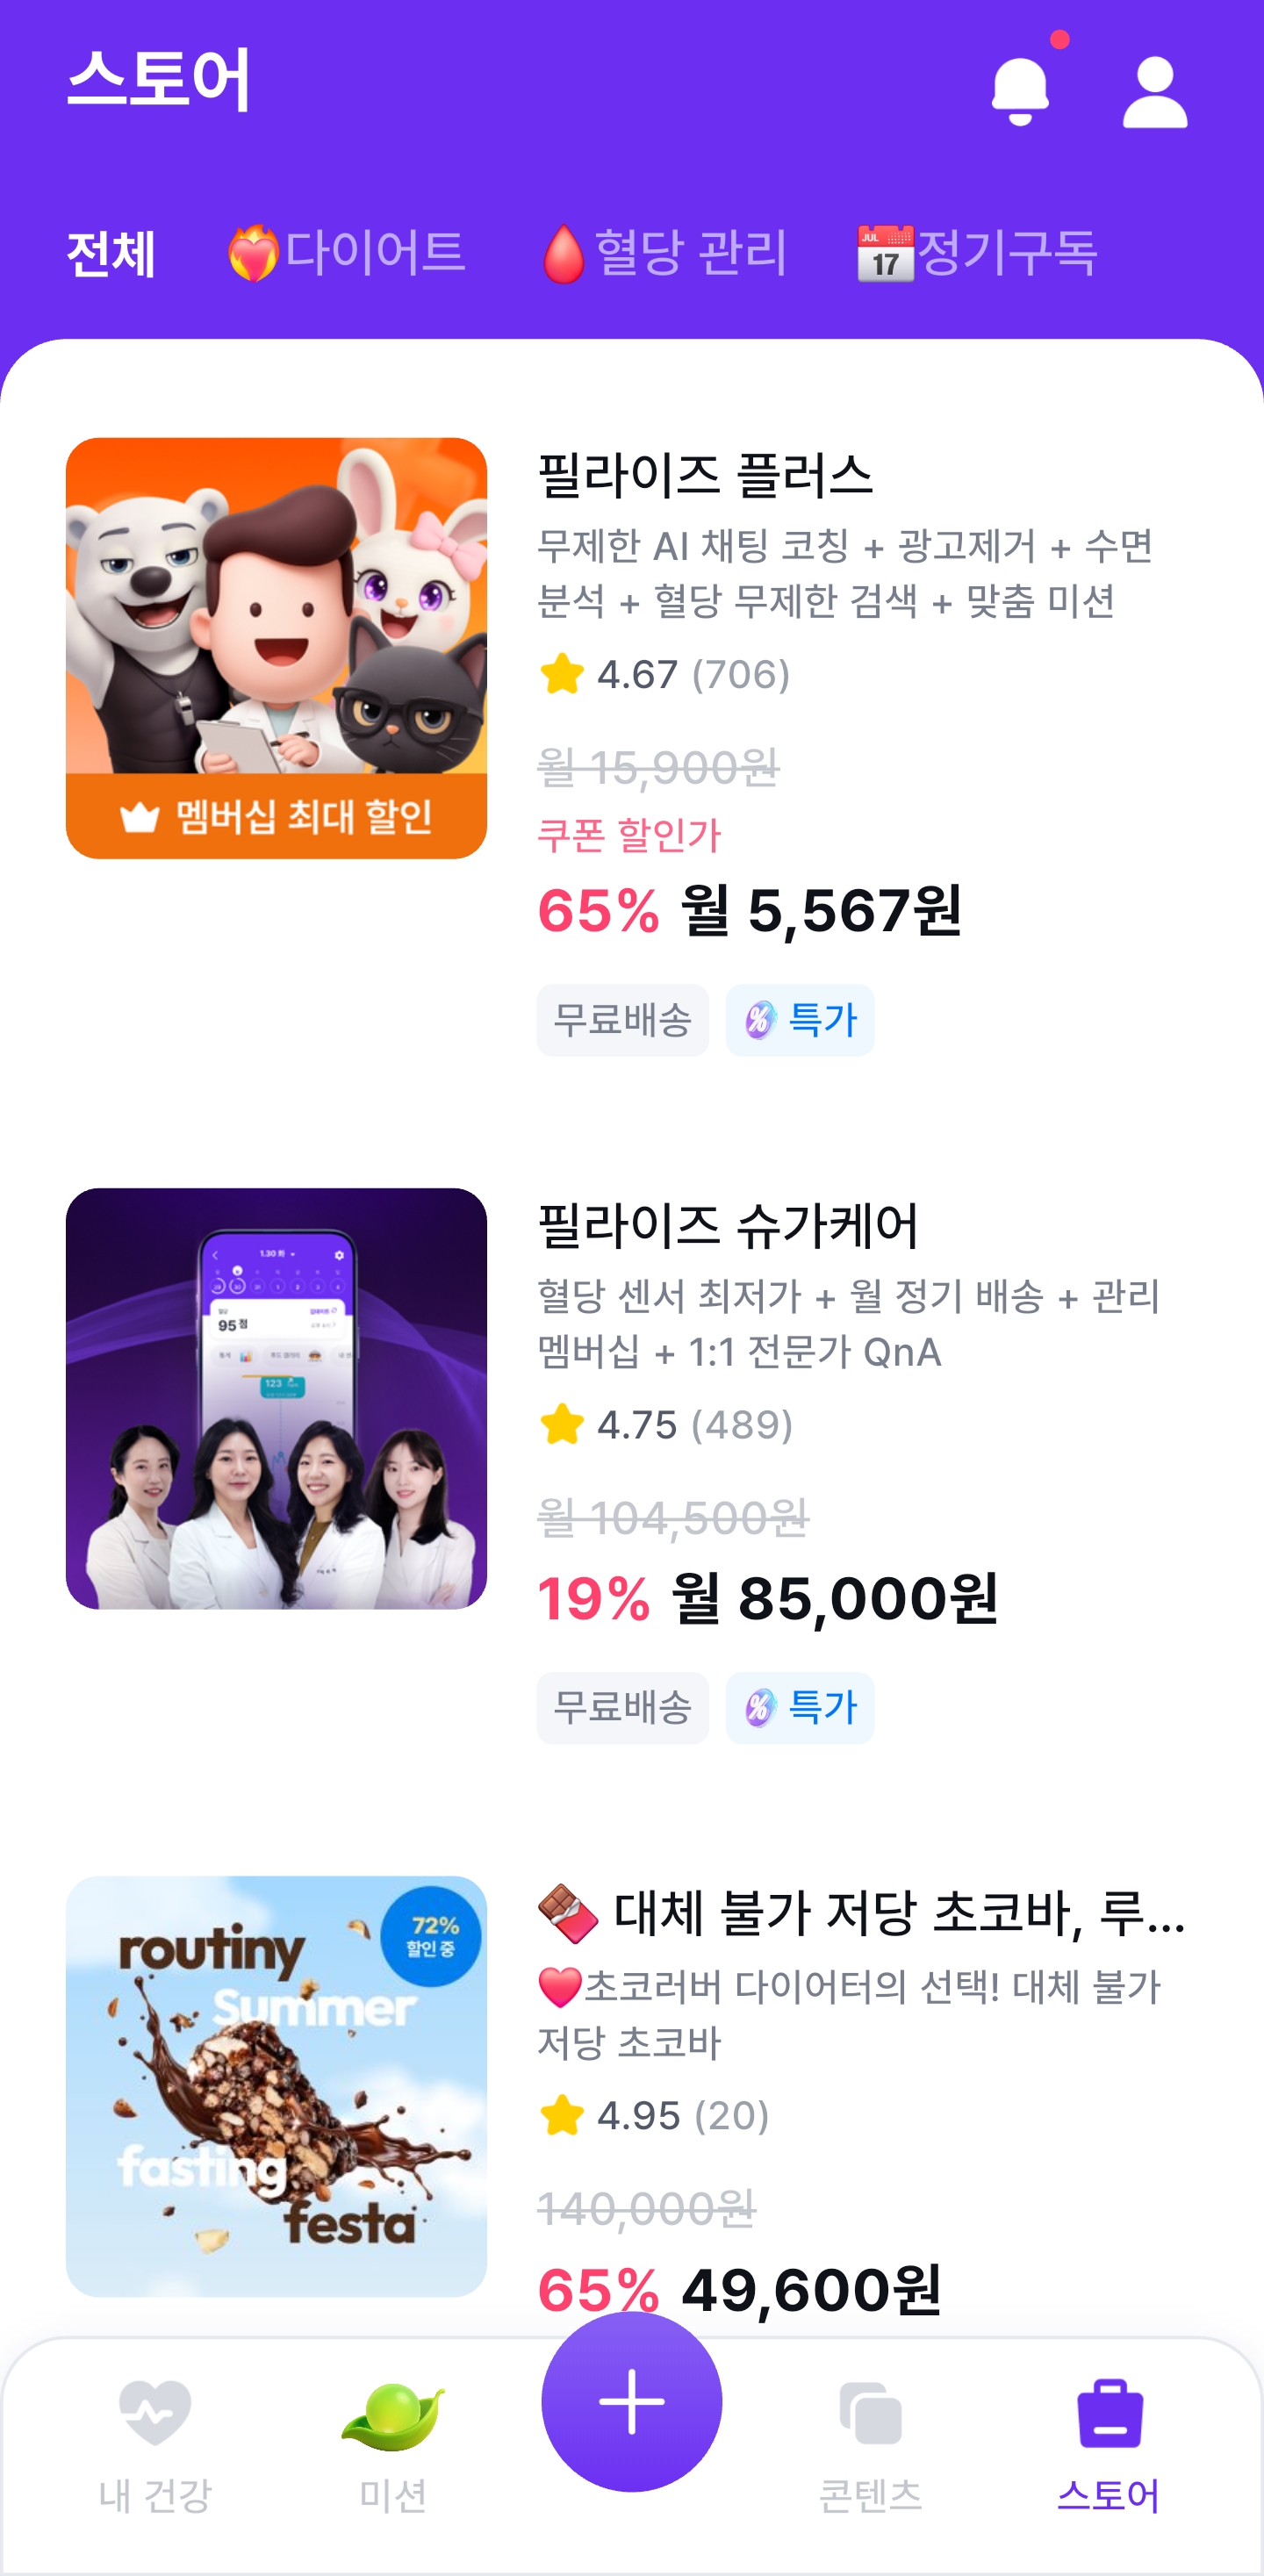 스토어
전체 ❤️‍🔥다이어트 🩸혈당 관리 📅정기구독
JUL
17
멤버십 최대 할인
필라이즈 플러스
무제한 AI 채팅 코칭 + 광고제거 + 수면
분석 + 혈당 무제한 검색 + 맞춤 미션
4.67 (706)
월 15,900원
쿠폰 할인가
65% 월 5,567원
무료배송 % 특가
1.30 화
95점
123
필라이즈 슈가케어
혈당 센서 최저가 + 월 정기 배송 + 관리
멤버십 + 1:1 전문가 QnA
4.75 (489)
월 104,500원
19% 월 85,000원
무료배송 % 특가
72%
할인 중
routiny
Summer
fasting
festa
🍫 대체 불가 저당 초코바, 루...
❤️초코러버 다이어터의 선택! 대체 불가
저당 초코바
4.95 (20)
140,000원
65% 49,600원
내 건강 미션 콘텐츠 스토어